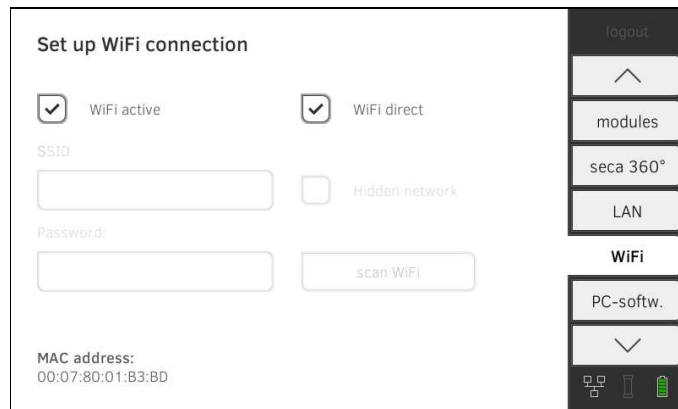 Set up WiFi connection
WiFi active
WiFi direct
SSID
Hidden network
Password:
scan WiFi
MAC address:
00:07:80:01:B3:BD
logout
modules
seca 360°
LAN
WiFi
PC-softw.